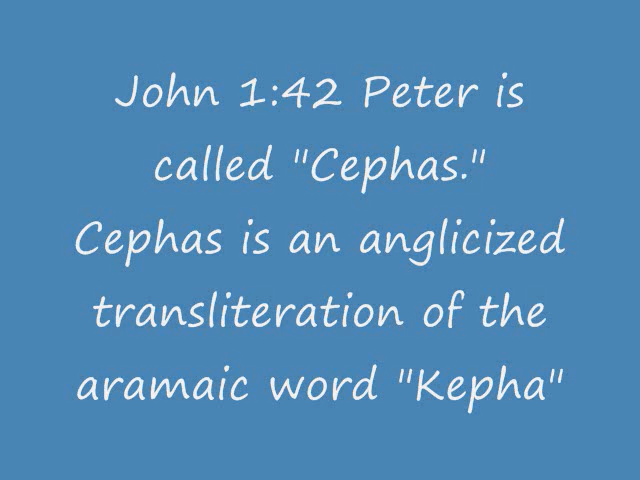 John 1:42 Peter is
called "Cephas."
Cephas is an anglicized
transliteration of the
aramaic word "Kepha"